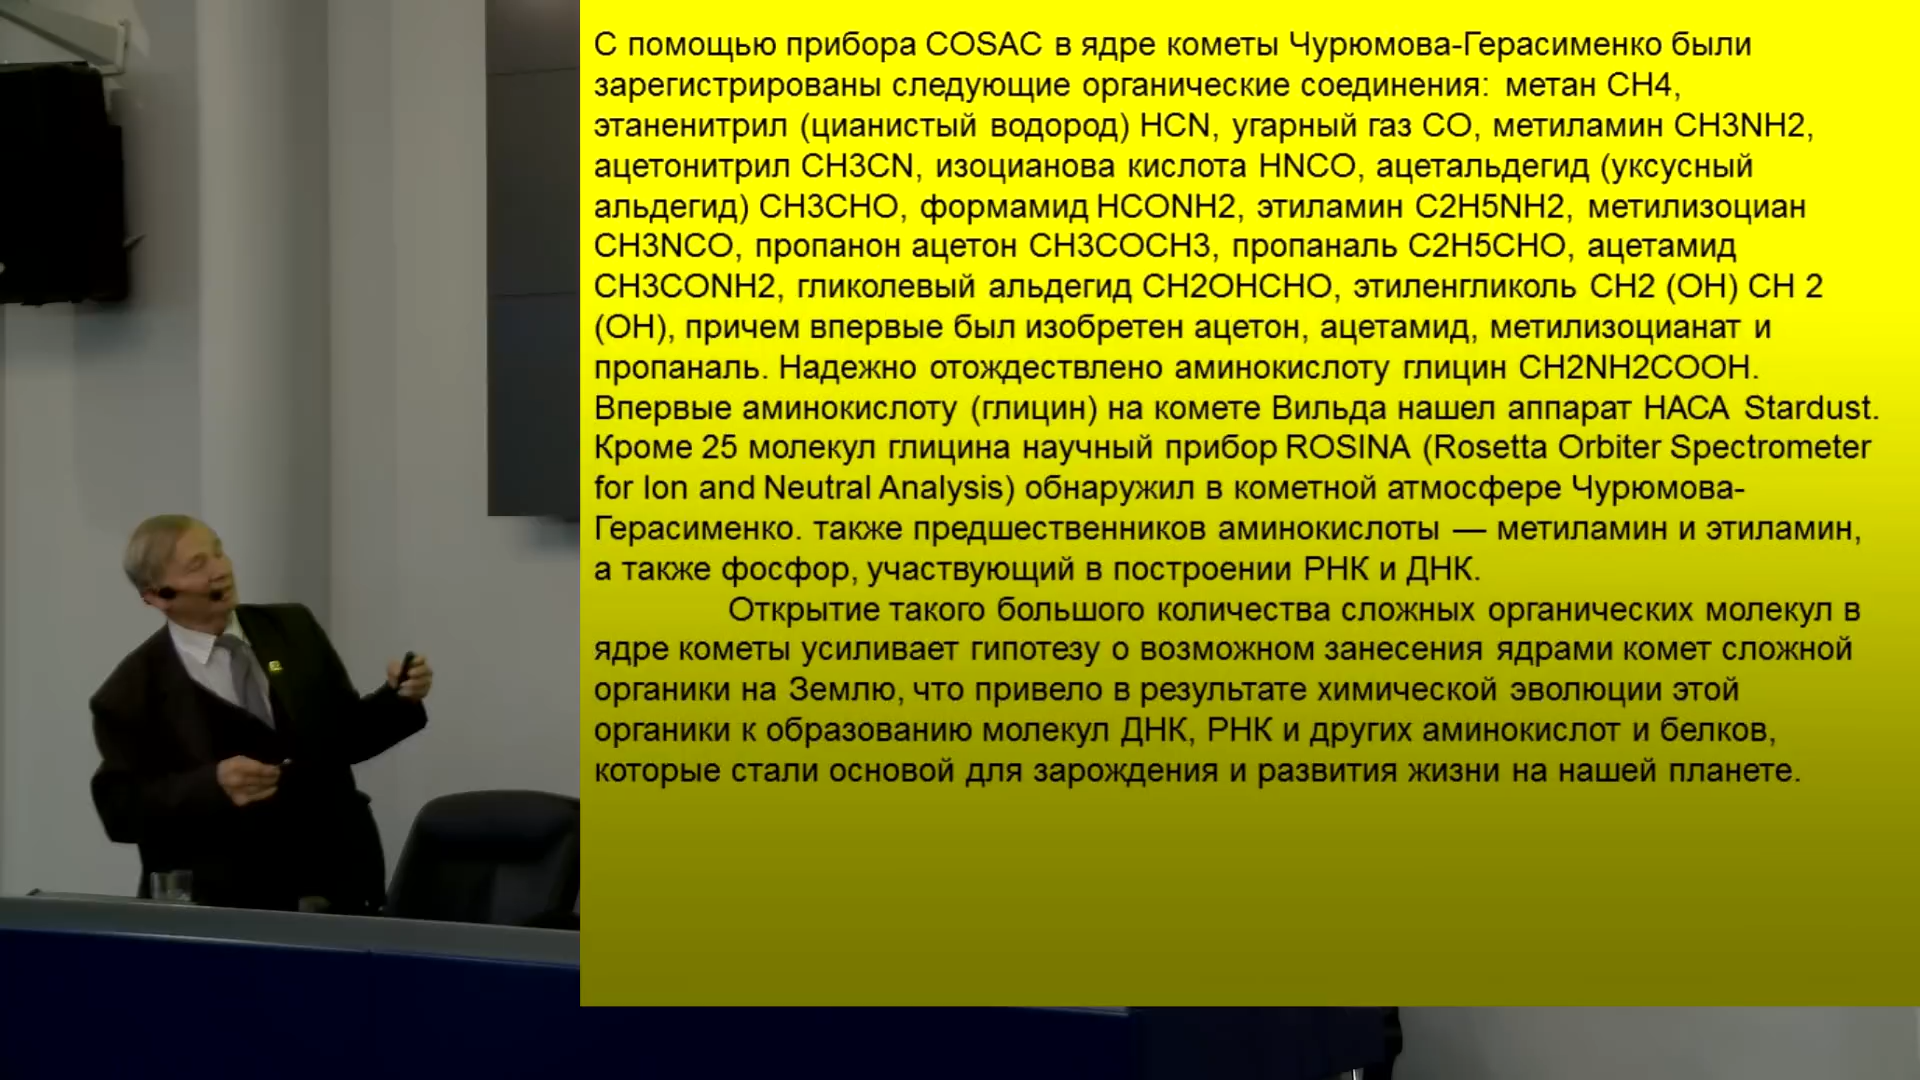 С помощью прибора COSAC в ядре кометы Чурюмова-Герасименко были
зарегистрированы следующие органические соединения: метан СН4,
этаненитрил (цианистый водород) HCN, угарный газ СО, метиламин CH3NH2,
ацетонитрил CH3CN, изоцианова кислота HNCO, ацетальдегид (уксусный
альдегид) CH3CHO, формамид HCONH2, этиламин C2H5NH2, метилизоциан
CH3NCO, пропанон ацетон CH3COCH3, пропаналь C2H5CHO, ацетамид
CH3CONH2, гликолевый альдегид CH2OHCHO, этиленгликоль CH2 (OH) CH 2
(OH), причем впервые был изобретен ацетон, ацетамид, метилизоцианат и
пропаналь. Надежно отождествлено аминокислоту глицин CH2NH2COOH.
Впервые аминокислоту (глицин) на комете Вильда нашел аппарат НАСА Stardust.
Кроме 25 молекул глицина научный прибор ROSINA (Rosetta Orbiter Spectrometer
for Ion and Neutral Analysis) обнаружил в кометной атмосфере Чурюмова-
Герасименко. также предшественников аминокислоты — метиламин и этиламин,
а также фосфор, участвующий в построении РНК и ДНК.
Открытие такого большого количества сложных органических молекул в
ядре кометы усиливает гипотезу о возможном занесения ядрами комет сложной
органики на Землю, что привело в результате химической эволюции этой
органики к образованию молекул ДНК, РНК и других аминокислот и белков,
которые стали основой для зарождения и развития жизни на нашей планете.